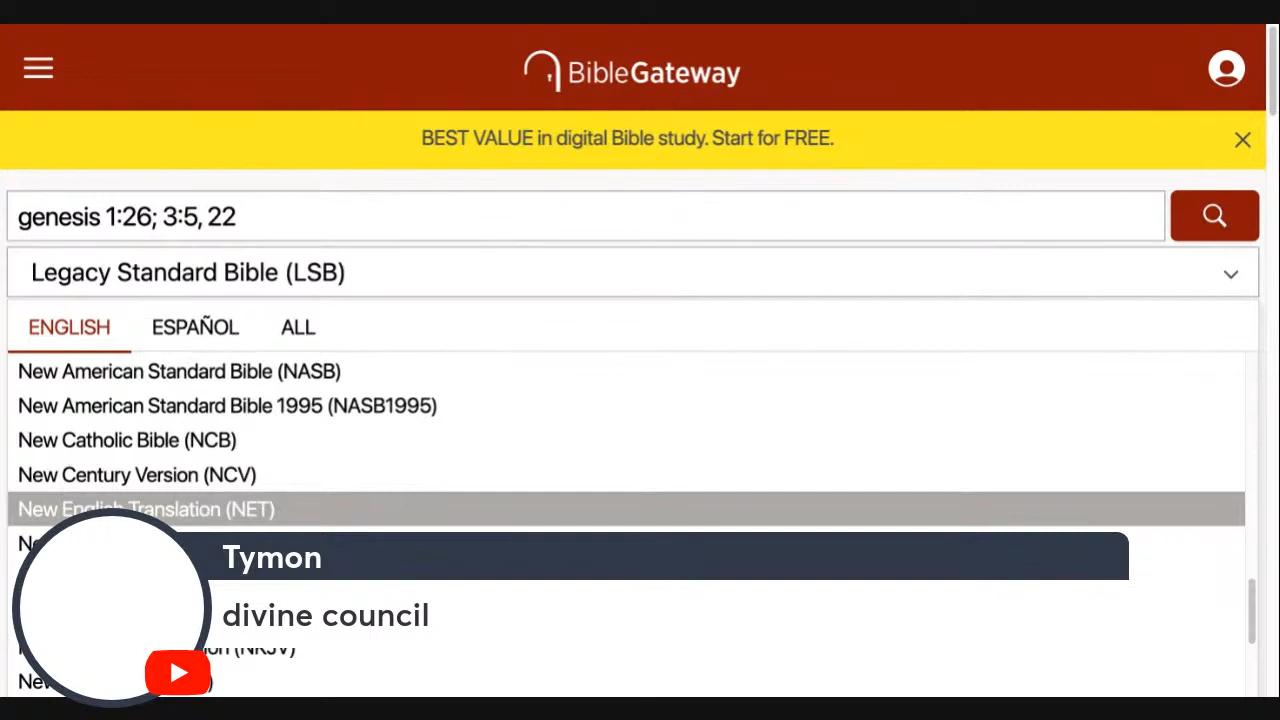 BibleGateway
BEST VALUE in digital Bible study. Start for FREE.
genesis 1:26; 3:5, 22
Legacy Standard Bible (LSB)
ENGLISH ESPAÑOL ALL
New American Standard Bible (NASB)
New American Standard Bible 1995 (NASB1995)
New Catholic Bible (NCB)
New Century Version (NCV)
New English Translation (NET)
Tymon
divine council
(NKJV)